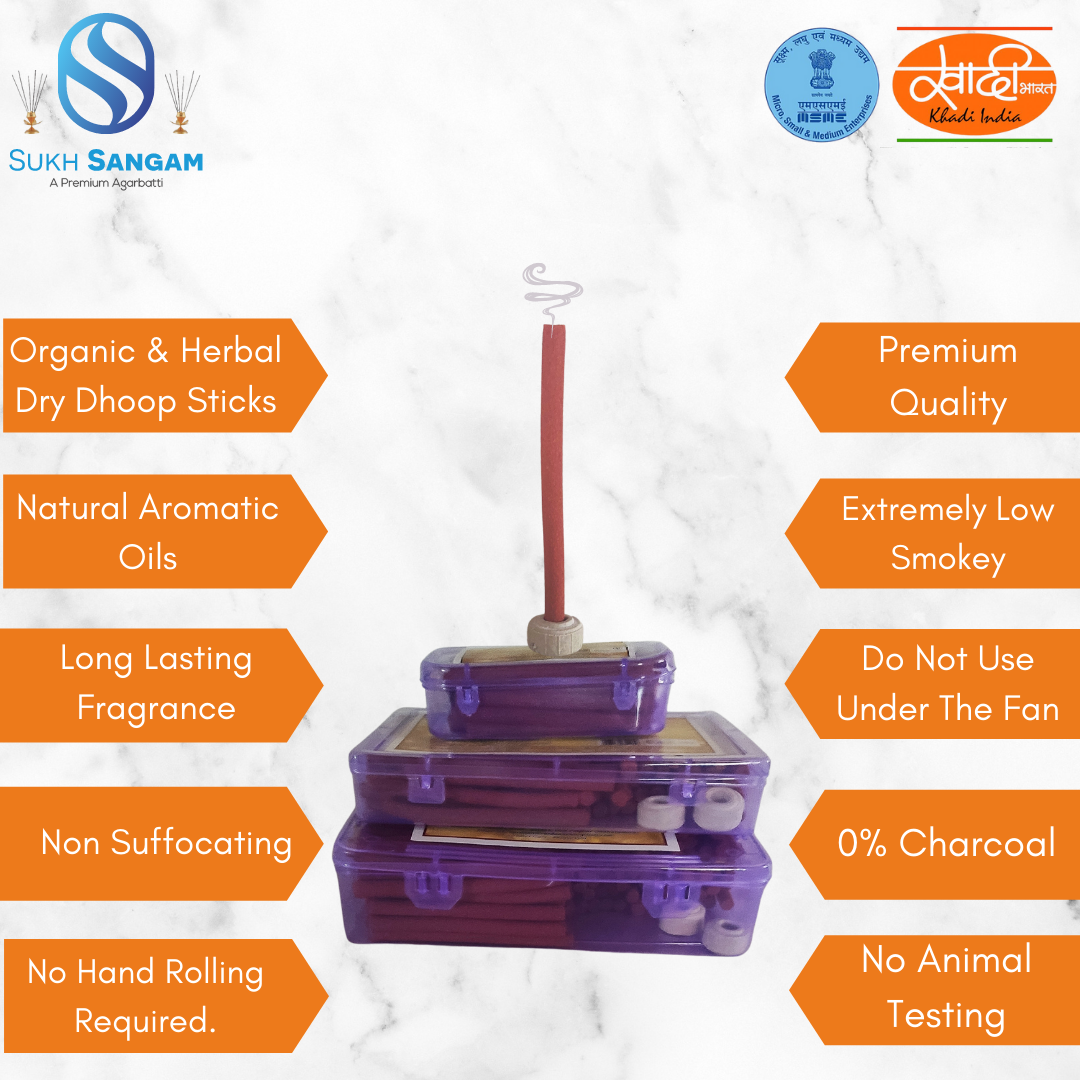 SUKH SANGAM
A Premium Agarbatti
सूक्ष्म, लघु एवं मध्यम उद्यम
एमएसएमई
MSME
Micro, Small & Medium Enterprises
खादी भारत
Khadi India
Organic & Herbal
Dry Dhoop Sticks
Natural Aromatic
Oils
Long Lasting
Fragrance
Non Suffocating
No Hand Rolling
Required.
Premium
Quality
Extremely Low
Smokey
Do Not Use
Under The Fan
0% Charcoal
No Animal
Testing